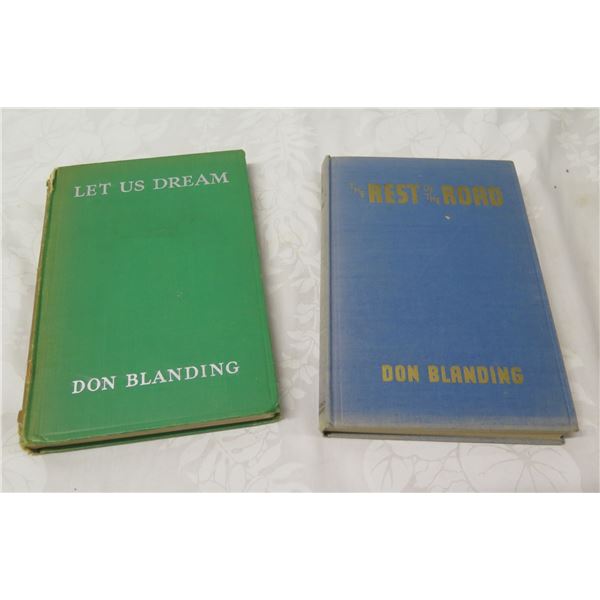 LET US DREAM
DON BLANDING
THE REST OF THE ROAD
DON BLANDING